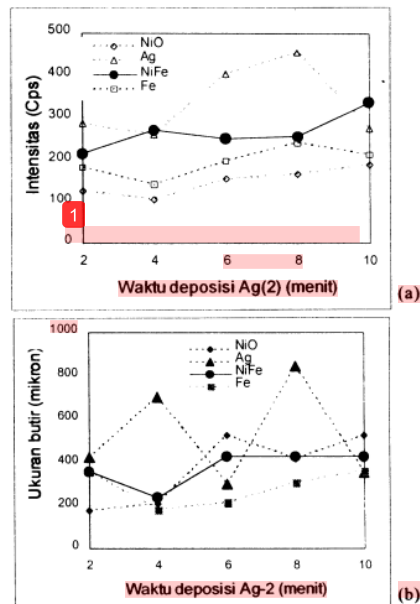 500
NiO
Ag
NiFe
Fe
400
300
200
100
0
Intensitas (Cps)
1
2 4 6 8 10
Waktu deposisi Ag(2) (menit)
(a)
1000
NiO
Ag
NiFe
Fe
800
600
400
200
0
Ukuran butir (mikron)
2 4 6 8 10
Waktu deposisi Ag-2 (menit)
(b)